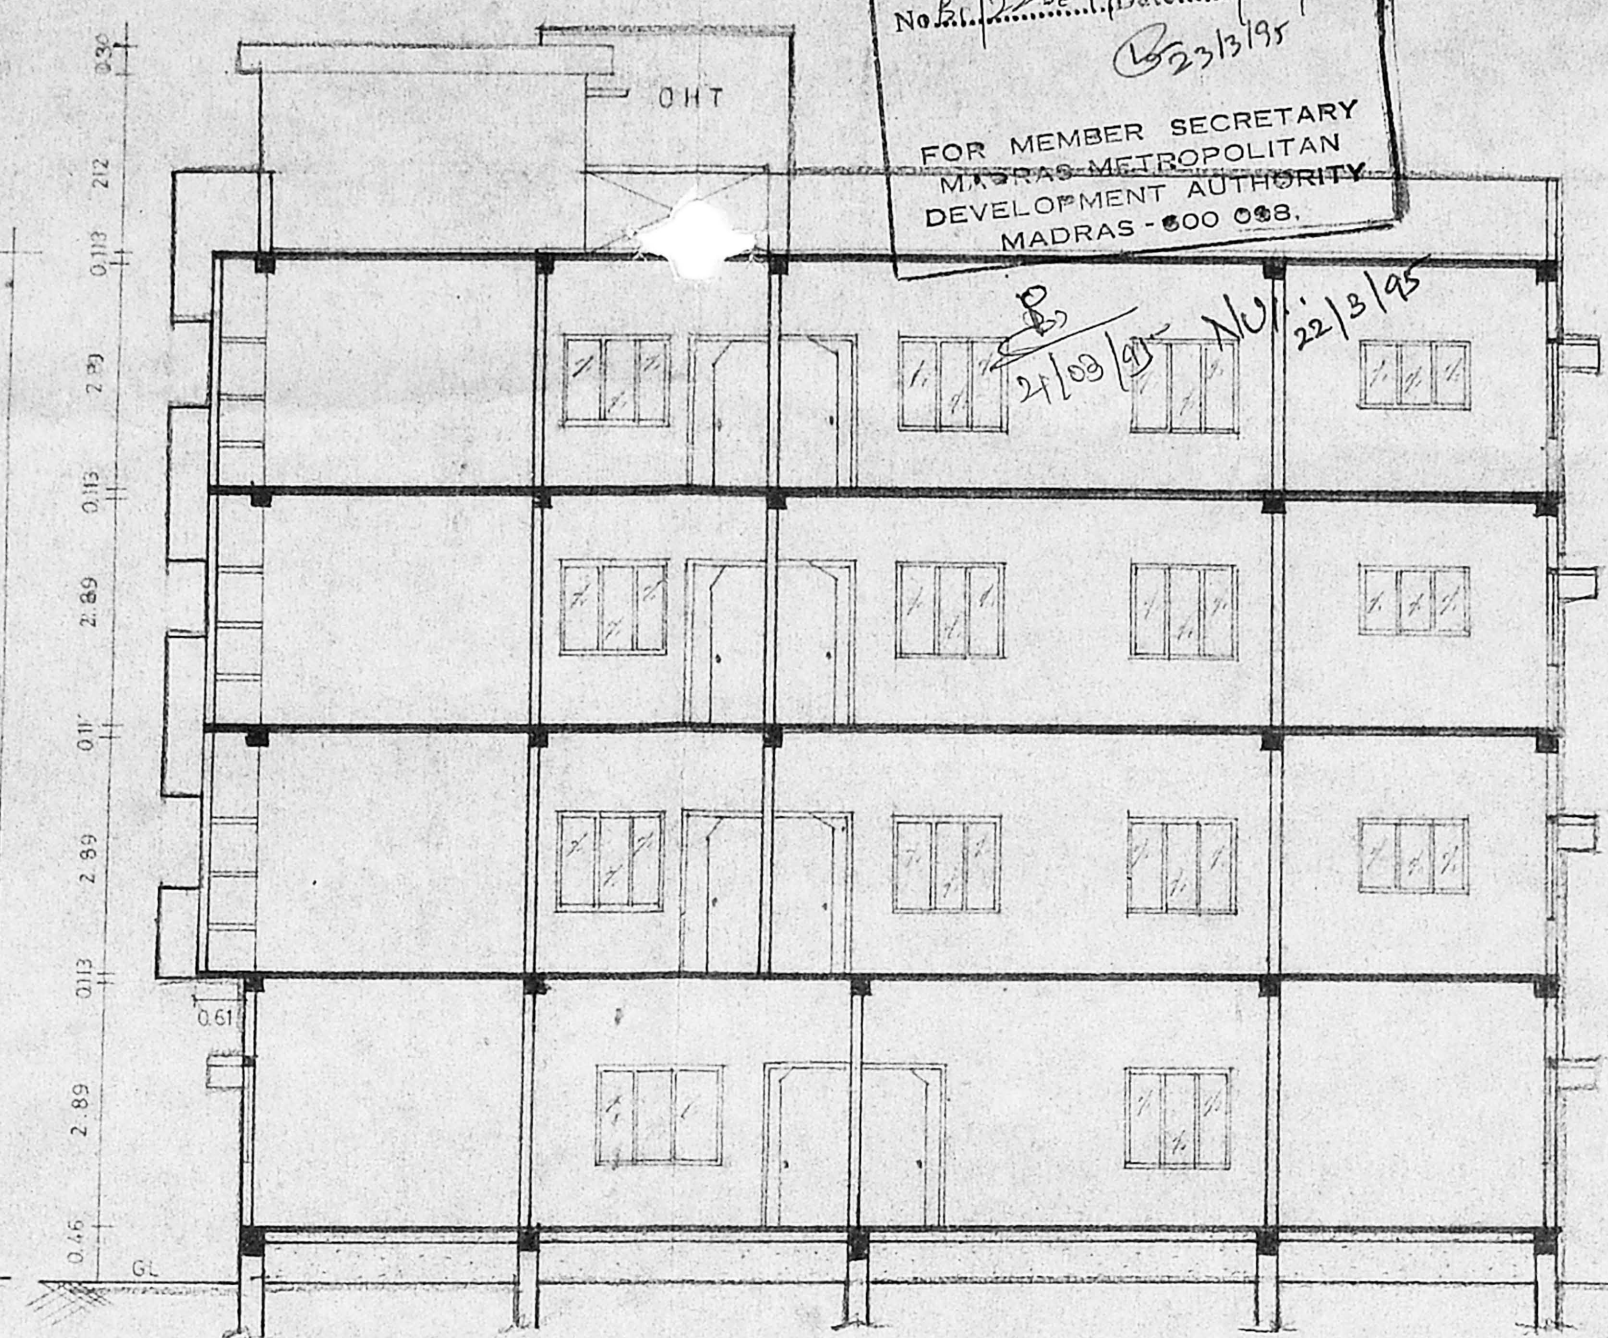 No
23/3/95
FOR MEMBER SECRETARY
MADRAS METROPOLITAN
DEVELOPMENT AUTHORITY
MADRAS - 600 008.
21/03/95
22/3/95
OHT
0.30
2.12
0.113
2.89
0.113
2.89
0.11
2.89
0.113
0.61
2.89
0.46
GL